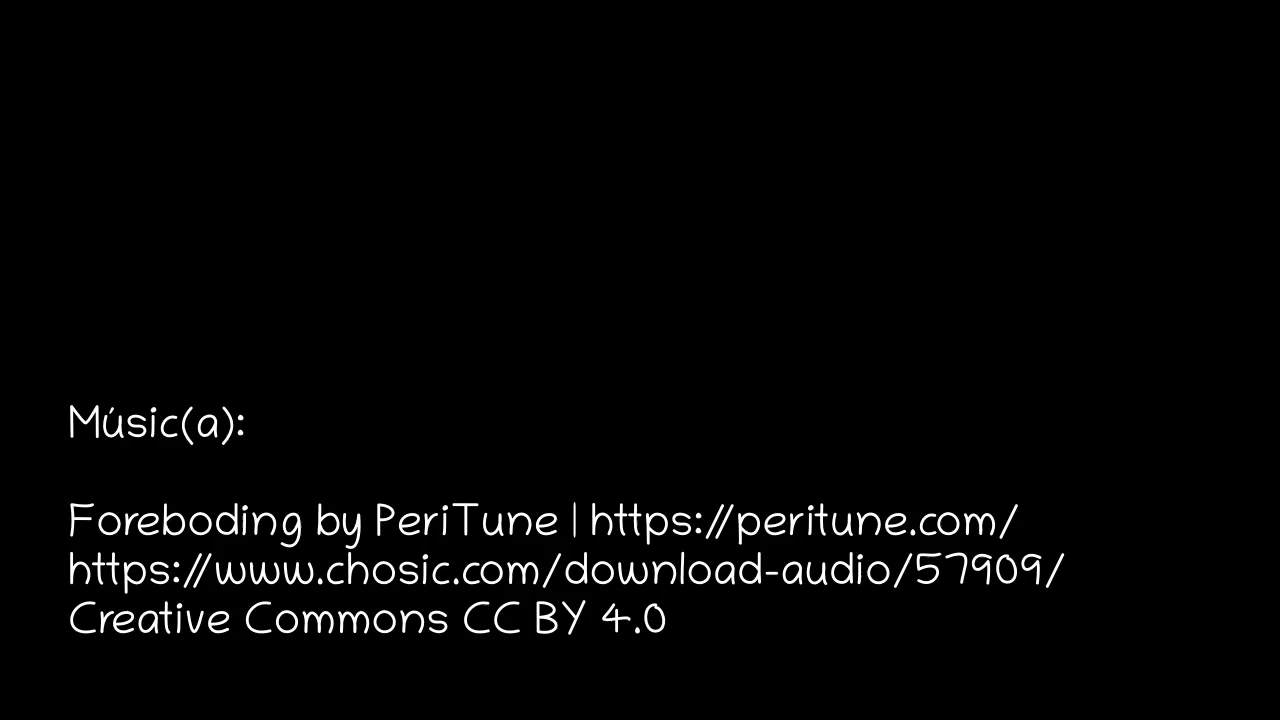 Músic(a):
Foreboding by PeriTune | https://peritune.com/
https://www.chosic.com/download-audio/57909/
Creative Commons CC BY 4.0